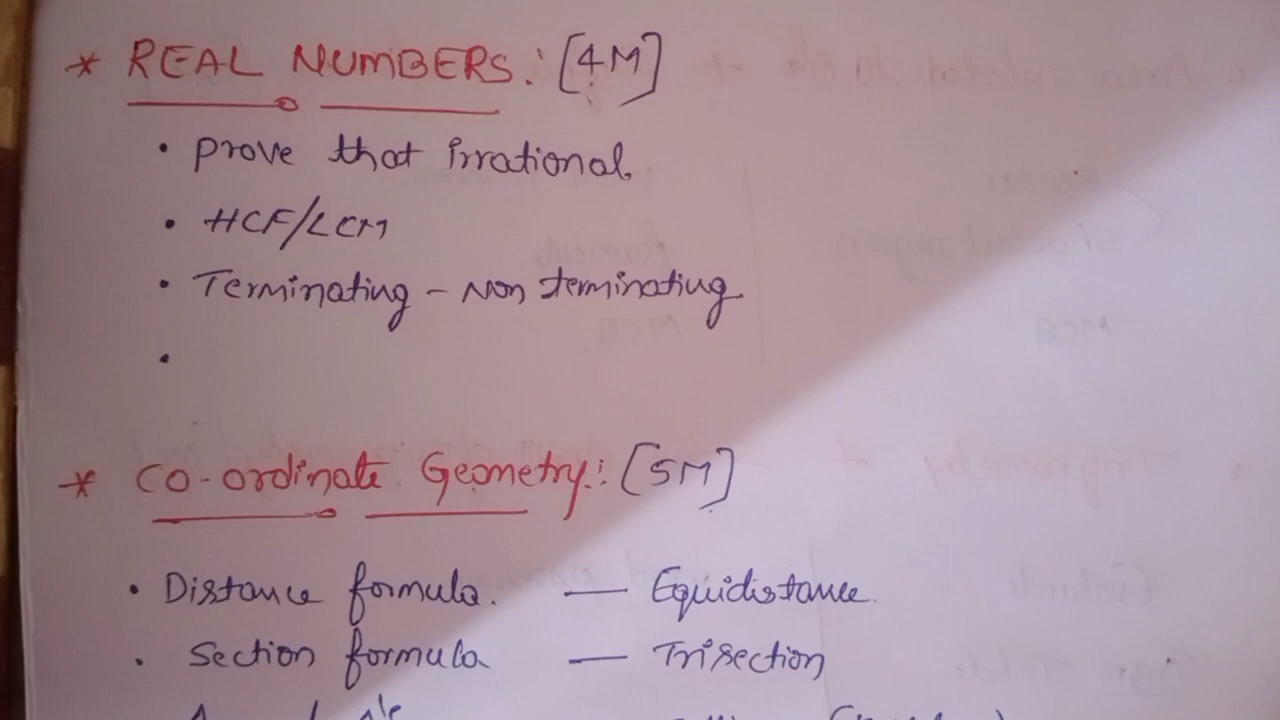 * REAL NUMBERS: [4M]
• prove that irrational.
• HCF/LCM
• Terminating - Non terminating
•
* CO-ordinate Geometry: [5M]
• Distance formula. — Equidistance.
• Section formula — Trisection